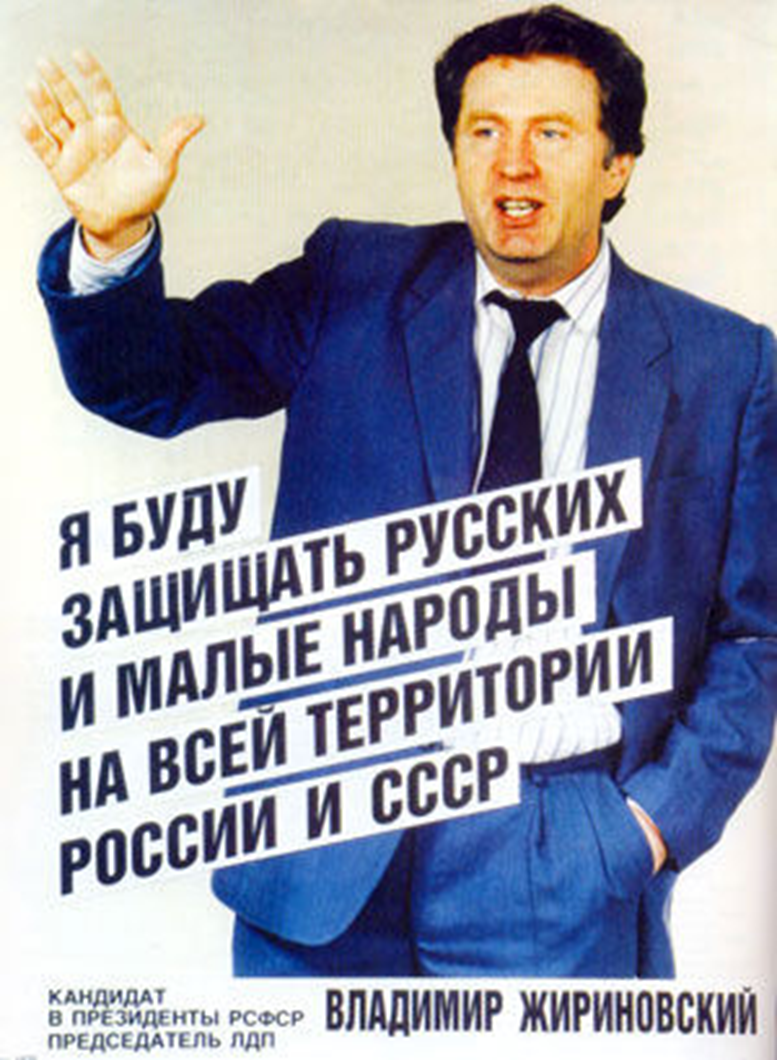 Я БУДУ
ЗАЩИЩАТЬ РУССКИХ
И МАЛЫЕ НАРОДЫ
НА ВСЕЙ ТЕРРИТОРИИ
РОССИИ И СССР
КАНДИДАТ
В ПРЕЗИДЕНТЫ РСФСР
ПРЕДСЕДАТЕЛЬ ЛДП
ВЛАДИМИР ЖИРИНОВСКИЙ